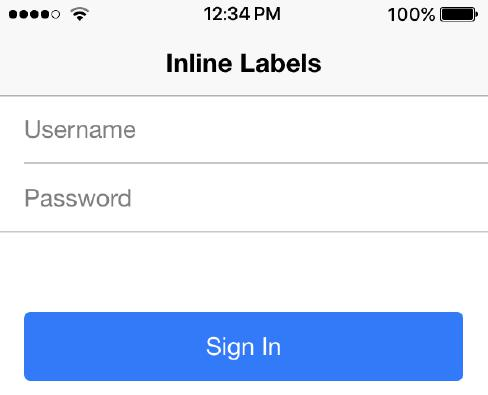 12:34 PM 100%
Inline Labels
Username
Password
Sign In